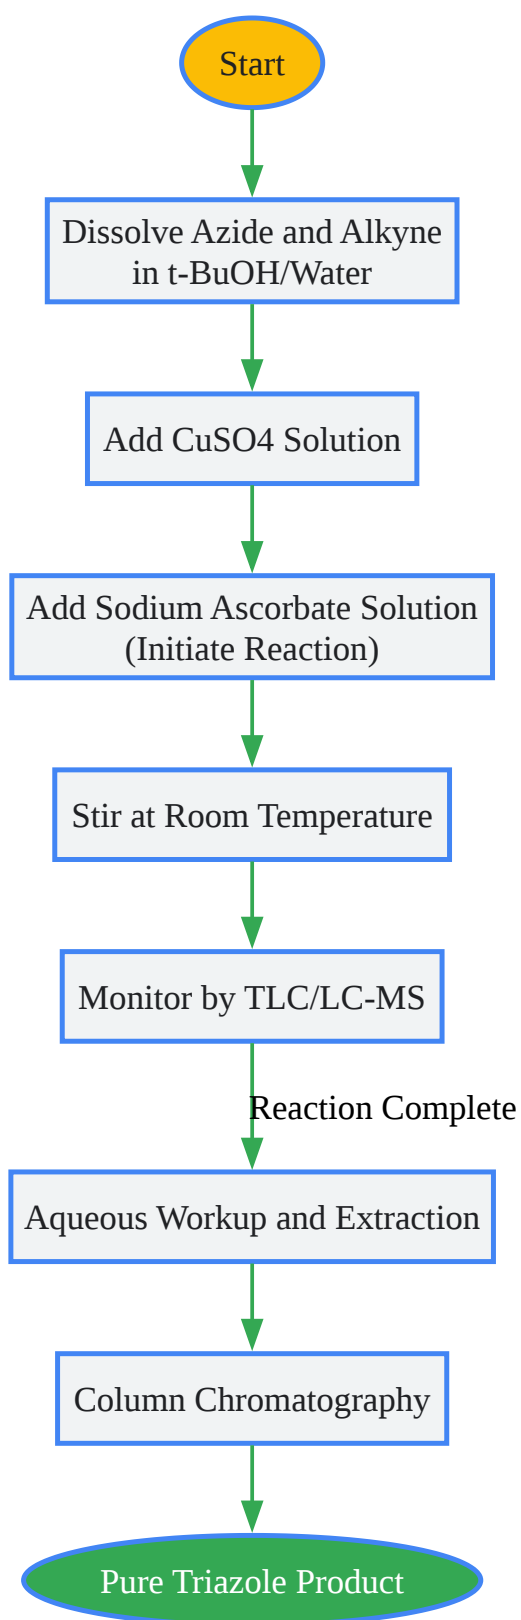 Start
Dissolve Azide and Alkyne
in t-BuOH/Water
Add CuSO4 Solution
Add Sodium Ascorbate Solution
(Initiate Reaction)
Stir at Room Temperature
Monitor by TLC/LC-MS
Reaction Complete
Aqueous Workup and Extraction
Column Chromatography
Pure Triazole Product